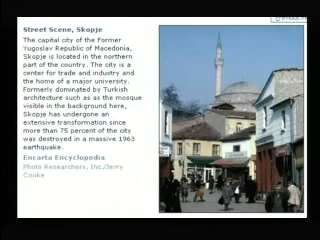 Street Scene, Skopje
The capital city of the Former
Yugoslav Republic of Macedonia,
Skopje is located in the northern
part of the country. The city is a
center for trade and industry and
the home of a major university.
Formerly dominated by Turkish
architecture such as as the mosque
visible in the background here,
Skopje has undergone an
extensive transformation since
more than 75 percent of the city
was destroyed in a massive 1963
earthquake.
Encarta Encyclopedia
Photo Researchers, Inc./Jerry
Cooke